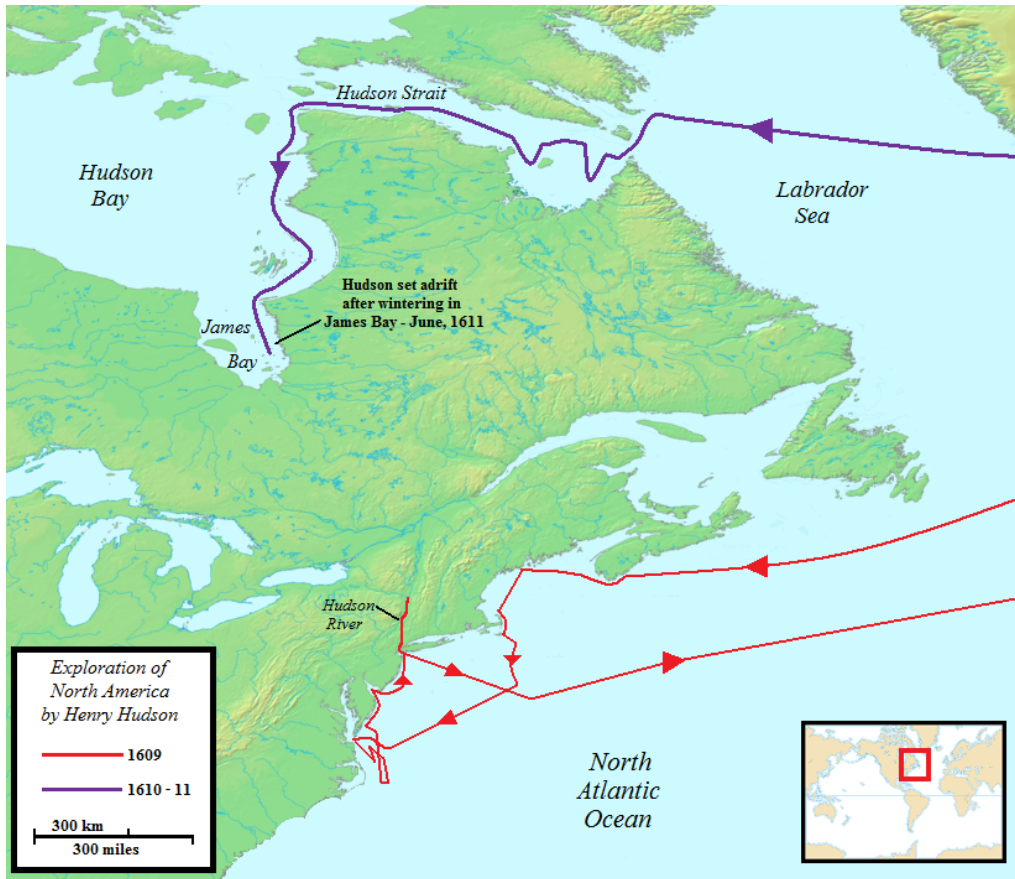 Hudson Strait
Hudson
Bay
Labrador
Sea
Hudson set adrift
after wintering in
James Bay - June, 1611
James
Bay
Hudson
River
Exploration of
North America
by Henry Hudson
1609
1610 - 11
300 km
300 miles
North
Atlantic
Ocean